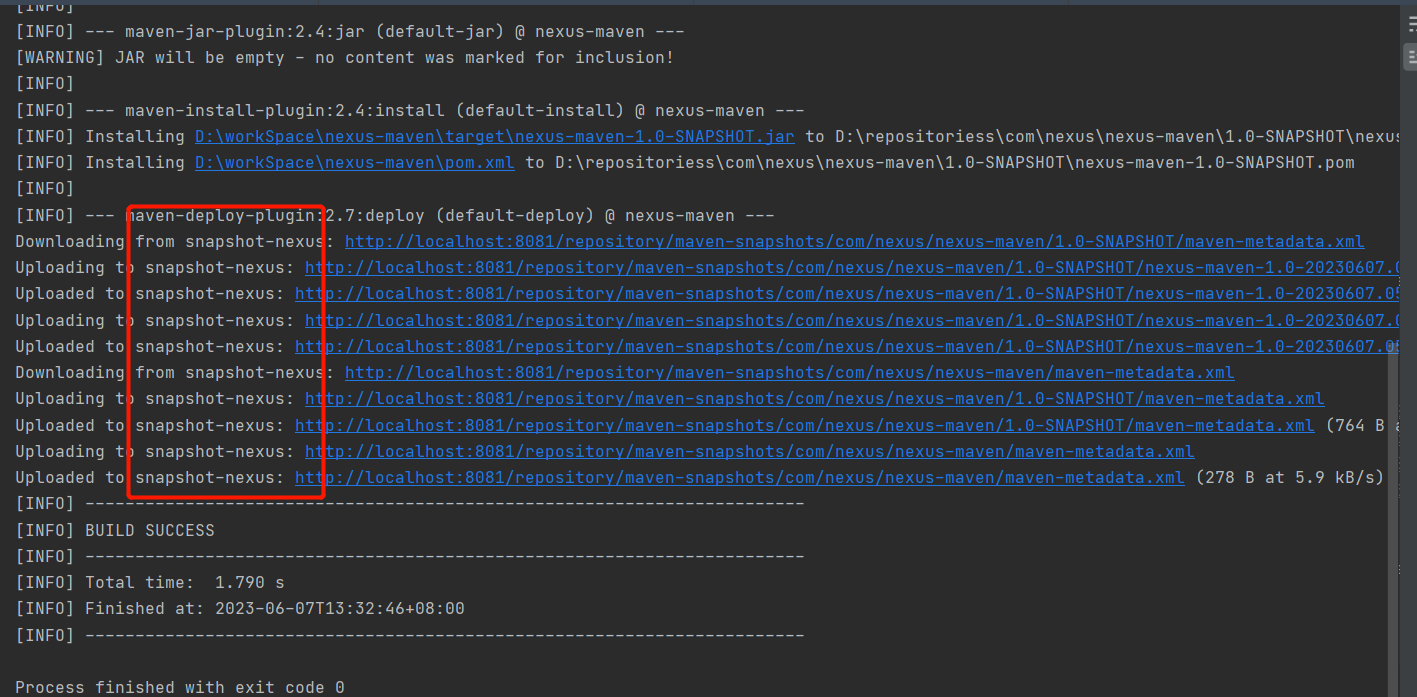 [INFO]
[INFO] --- maven-jar-plugin:2.4:jar (default-jar) @ nexus-maven ---
[WARNING] JAR will be empty - no content was marked for inclusion!
[INFO]
[INFO] --- maven-install-plugin:2.4:install (default-install) @ nexus-maven ---
[INFO] Installing D:\workSpace\nexus-maven\target\nexus-maven-1.0-SNAPSHOT.jar to D:\repositoriess\com\nexus\nexus-maven\1.0-SNAPSHOT\nexus
[INFO] Installing D:\workSpace\nexus-maven\pom.xml to D:\repositoriess\com\nexus\nexus-maven\1.0-SNAPSHOT\nexus-maven-1.0-SNAPSHOT.pom
[INFO]
[INFO] --- maven-deploy-plugin:2.7:deploy (default-deploy) @ nexus-maven ---
Downloading from snapshot-nexus: http://localhost:8081/repository/maven-snapshots/com/nexus/nexus-maven/1.0-SNAPSHOT/maven-metadata.xml
Uploading to snapshot-nexus: http://localhost:8081/repository/maven-snapshots/com/nexus/nexus-maven/1.0-SNAPSHOT/nexus-maven-1.0-20230607.0
Uploaded to snapshot-nexus: http://localhost:8081/repository/maven-snapshots/com/nexus/nexus-maven/1.0-SNAPSHOT/nexus-maven-1.0-20230607.05
Uploading to snapshot-nexus: http://localhost:8081/repository/maven-snapshots/com/nexus/nexus-maven/1.0-SNAPSHOT/nexus-maven-1.0-20230607.0
Uploaded to snapshot-nexus: http://localhost:8081/repository/maven-snapshots/com/nexus/nexus-maven/1.0-SNAPSHOT/nexus-maven-1.0-20230607.05
Downloading from snapshot-nexus: http://localhost:8081/repository/maven-snapshots/com/nexus/nexus-maven/maven-metadata.xml
Uploading to snapshot-nexus: http://localhost:8081/repository/maven-snapshots/com/nexus/nexus-maven/1.0-SNAPSHOT/maven-metadata.xml
Uploaded to snapshot-nexus: http://localhost:8081/repository/maven-snapshots/com/nexus/nexus-maven/1.0-SNAPSHOT/maven-metadata.xml (764 B a
Uploading to snapshot-nexus: http://localhost:8081/repository/maven-snapshots/com/nexus/nexus-maven/maven-metadata.xml
Uploaded to snapshot-nexus: http://localhost:8081/repository/maven-snapshots/com/nexus/nexus-maven/maven-metadata.xml (278 B at 5.9 kB/s)
[INFO] ------------------------------------------------------------------------
[INFO] BUILD SUCCESS
[INFO] ------------------------------------------------------------------------
[INFO] Total time:  1.790 s
[INFO] Finished at: 2023-06-07T13:32:46+08:00
[INFO] ------------------------------------------------------------------------
Process finished with exit code 0